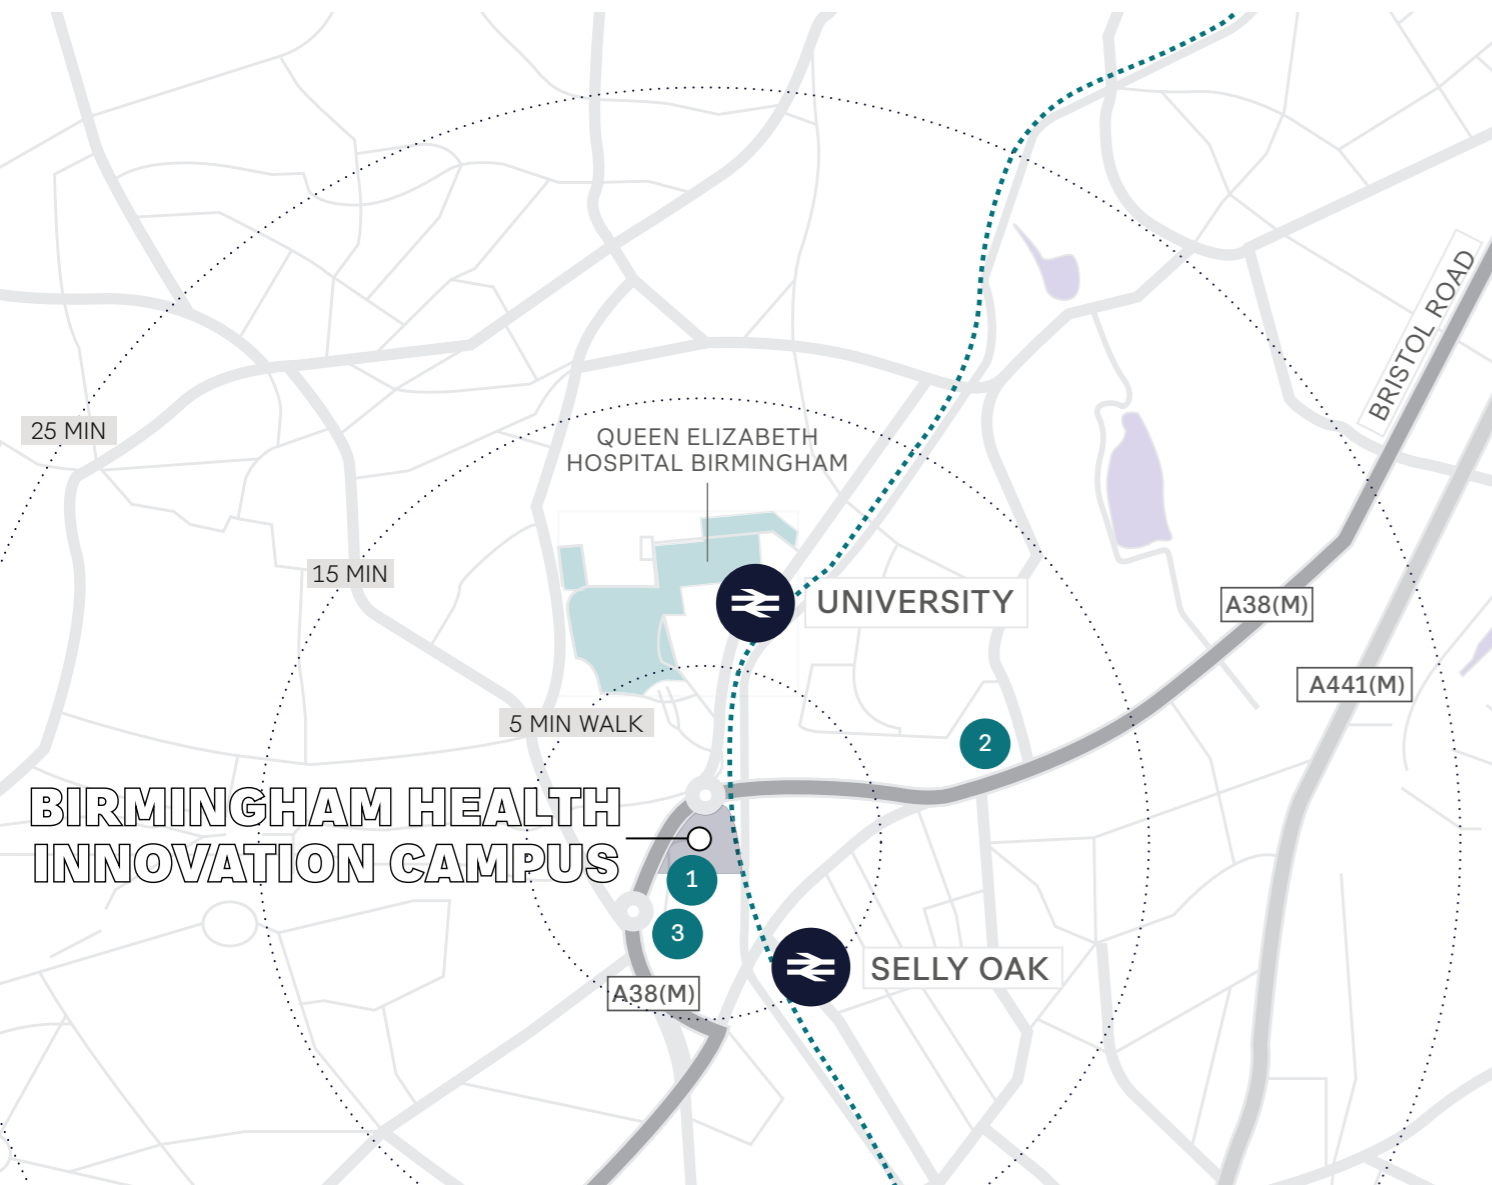 BRISTOL ROAD
25 MIN
QUEEN ELIZABETH
HOSPITAL BIRMINGHAM
15 MIN
UNIVERSITY
A38(M)
A441(M)
5 MIN WALK
2
BIRMINGHAM HEALTH
INNOVATION CAMPUS
1
3
SELLY OAK
A38(M)